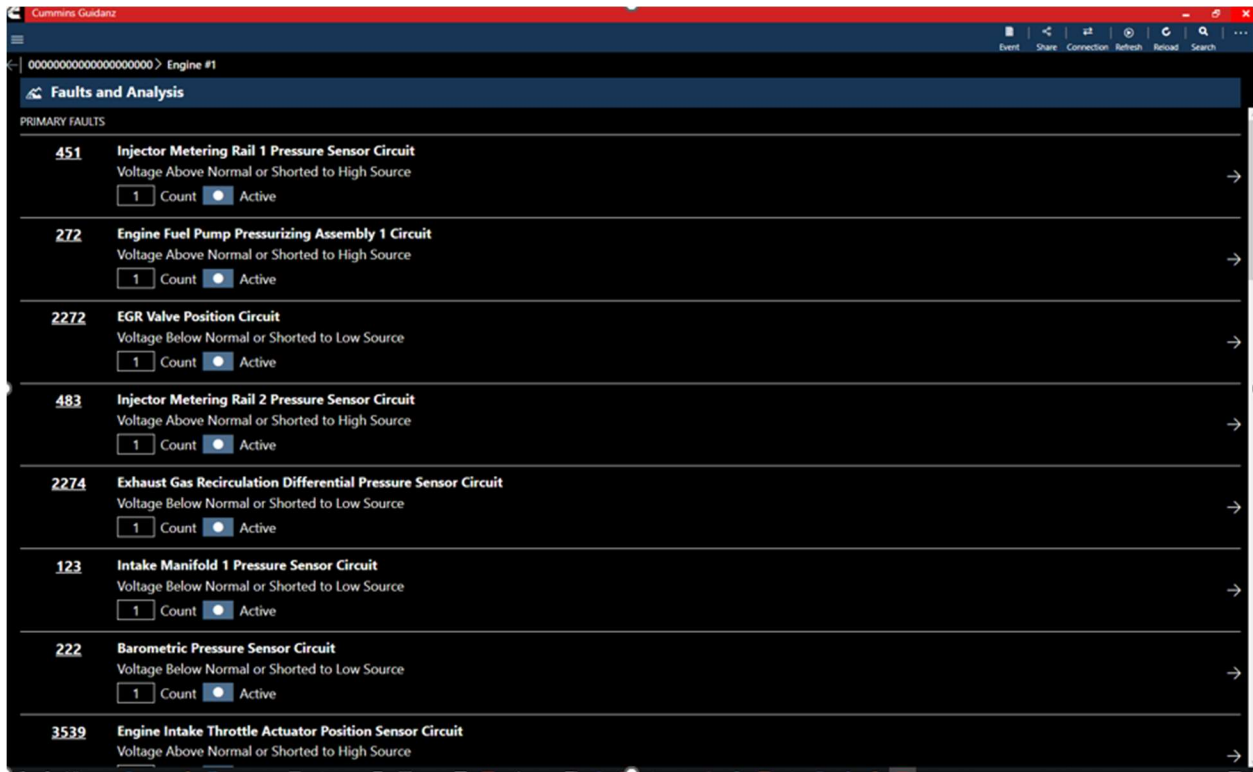 Cummins Guidanz
Event Share Connection Refresh Reload Search
00000000000000000000 > Engine #1
Faults and Analysis
PRIMARY FAULTS
451 Injector Metering Rail 1 Pressure Sensor Circuit
Voltage Above Normal or Shorted to High Source
1 Count Active
272 Engine Fuel Pump Pressurizing Assembly 1 Circuit
Voltage Above Normal or Shorted to High Source
1 Count Active
2272 EGR Valve Position Circuit
Voltage Below Normal or Shorted to Low Source
1 Count Active
483 Injector Metering Rail 2 Pressure Sensor Circuit
Voltage Above Normal or Shorted to High Source
1 Count Active
2274 Exhaust Gas Recirculation Differential Pressure Sensor Circuit
Voltage Below Normal or Shorted to Low Source
1 Count Active
123 Intake Manifold 1 Pressure Sensor Circuit
Voltage Below Normal or Shorted to Low Source
1 Count Active
222 Barometric Pressure Sensor Circuit
Voltage Below Normal or Shorted to Low Source
1 Count Active
3539 Engine Intake Throttle Actuator Position Sensor Circuit
Voltage Above Normal or Shorted to High Source